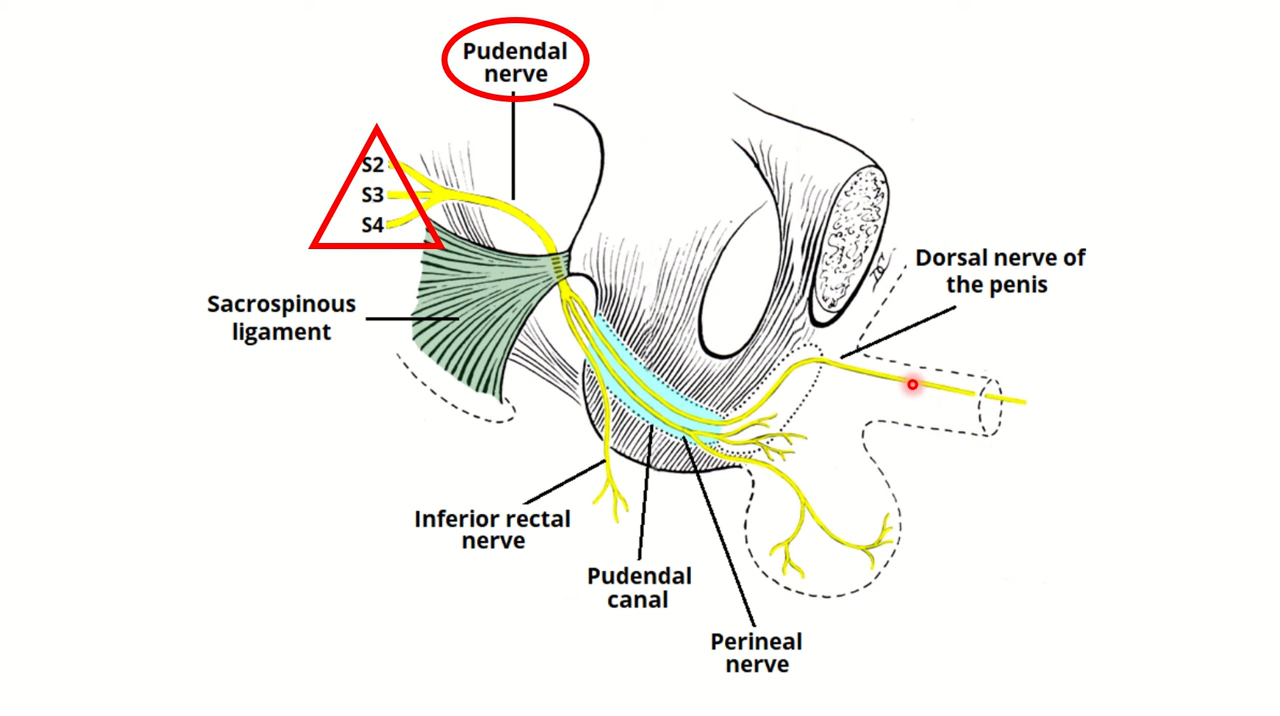 Pudendal
nerve
S2
S3
S4
Sacrospinous
ligament
Dorsal nerve of
the penis
Inferior rectal
nerve
Pudendal
canal
Perineal
nerve